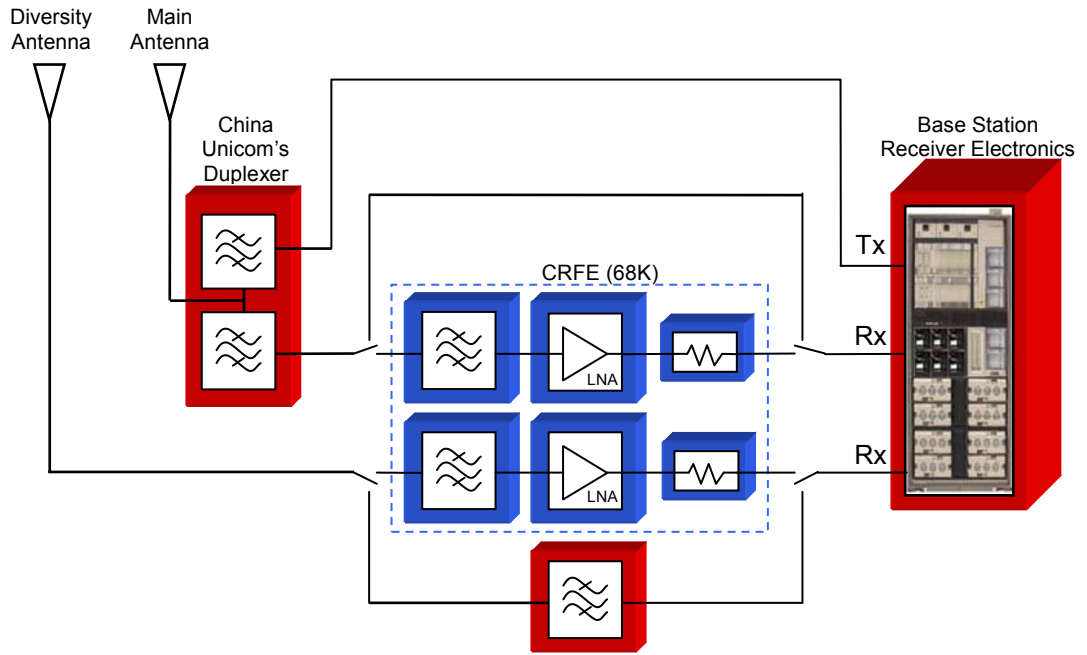 Diversity
Antenna
Main
Antenna
China
Unicom's
Duplexer
Base Station
Receiver Electronics
Tx
CRFE (68K)
Rx
LNA
Rx
LNA